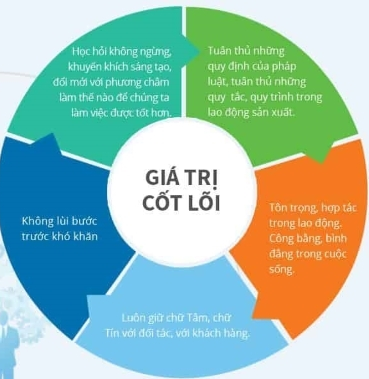 Học hỏi không ngừng,
khuyến khích sáng tạo,
đổi mới với phương châm
làm thế nào để chúng ta
làm việc được tốt hơn.
Tuân thủ những
quy định của pháp
luật, tuân thủ những
quy tắc, quy trình trong
lao động sản xuất.
GIÁ TRỊ
CỐT LÕI
Không lùi bước
trước khó khăn
Tôn trọng, hợp tác
trong lao động.
Công bằng, bình
đẳng trong cuộc
sống.
Luôn giữ chữ Tâm, chữ
Tín với đối tác, với khách hàng.